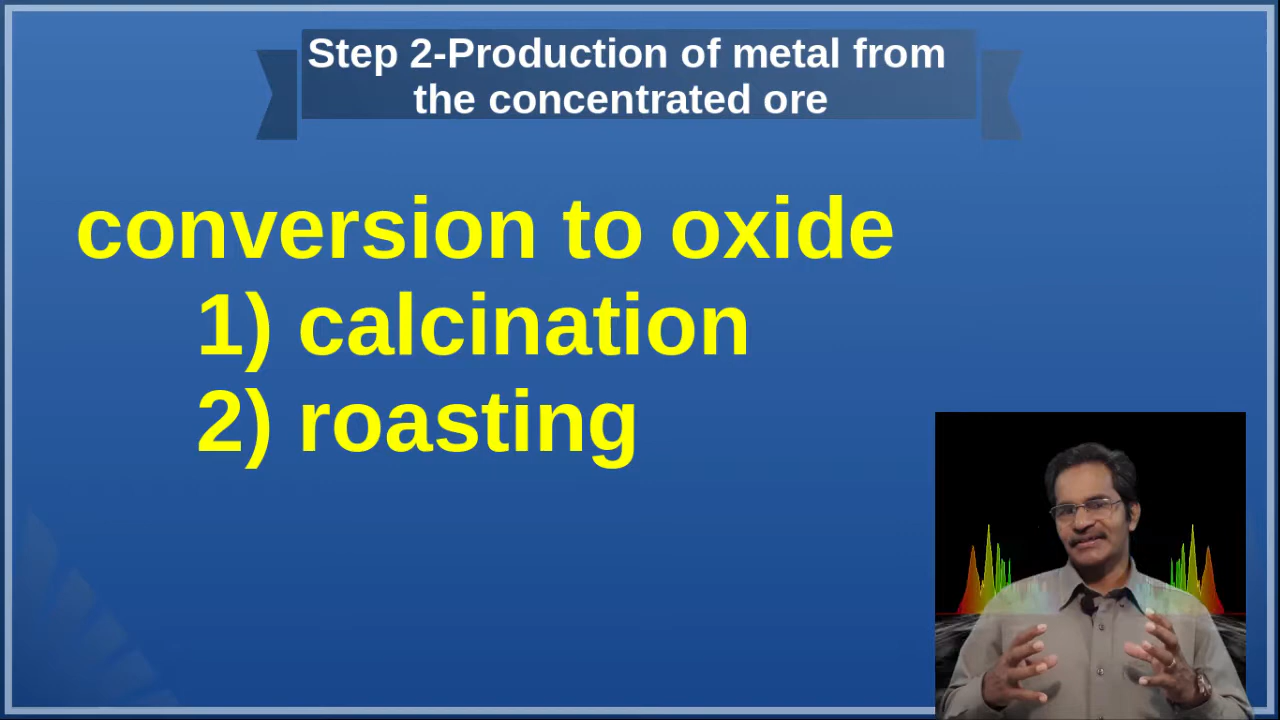 Step 2-Production of metal from
the concentrated ore
conversion to oxide
1) calcination
2) roasting